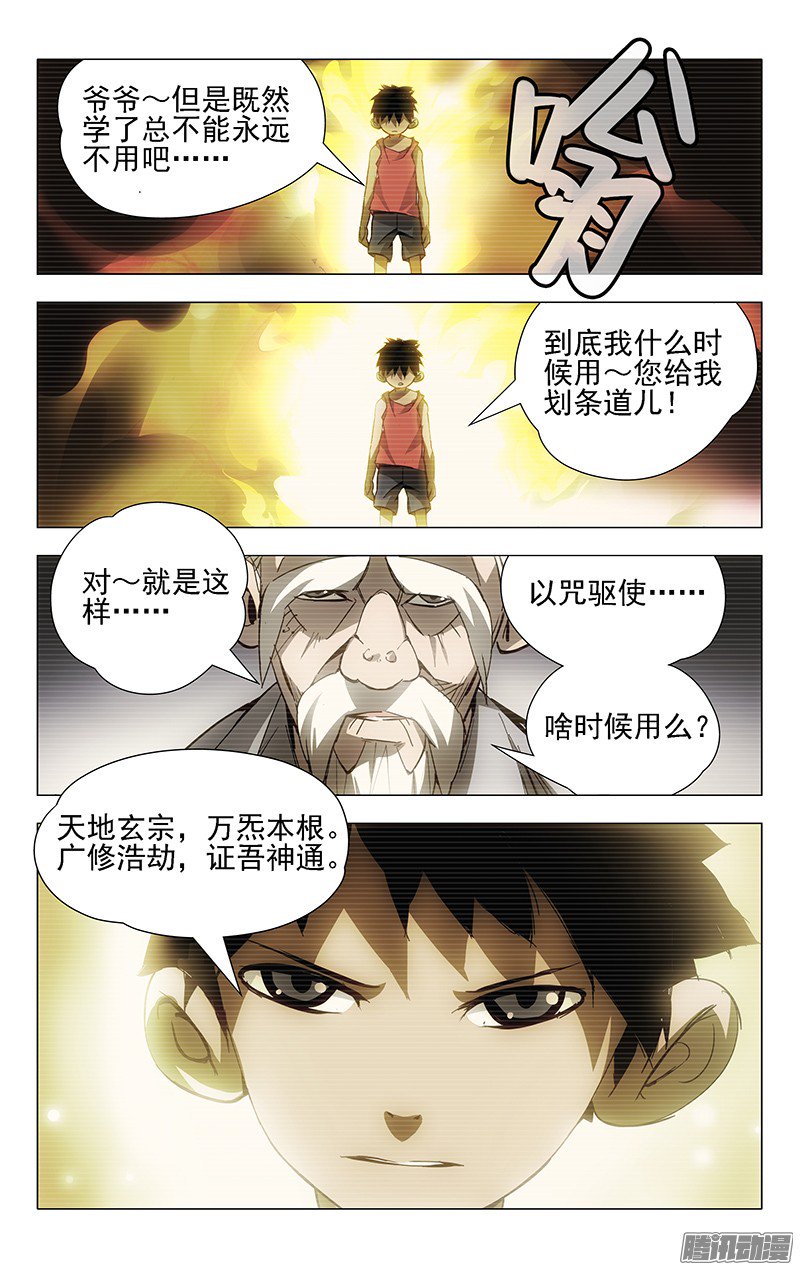 爷爷～但是既然
学了总不能永远
不用吧……
到底我什么时
候用～您给我
划条道儿！
对～就是这
样……
以咒驱使……
啥时候用么？
天地玄宗，万炁本根。
广修浩劫，证吾神通。
腾讯动漫